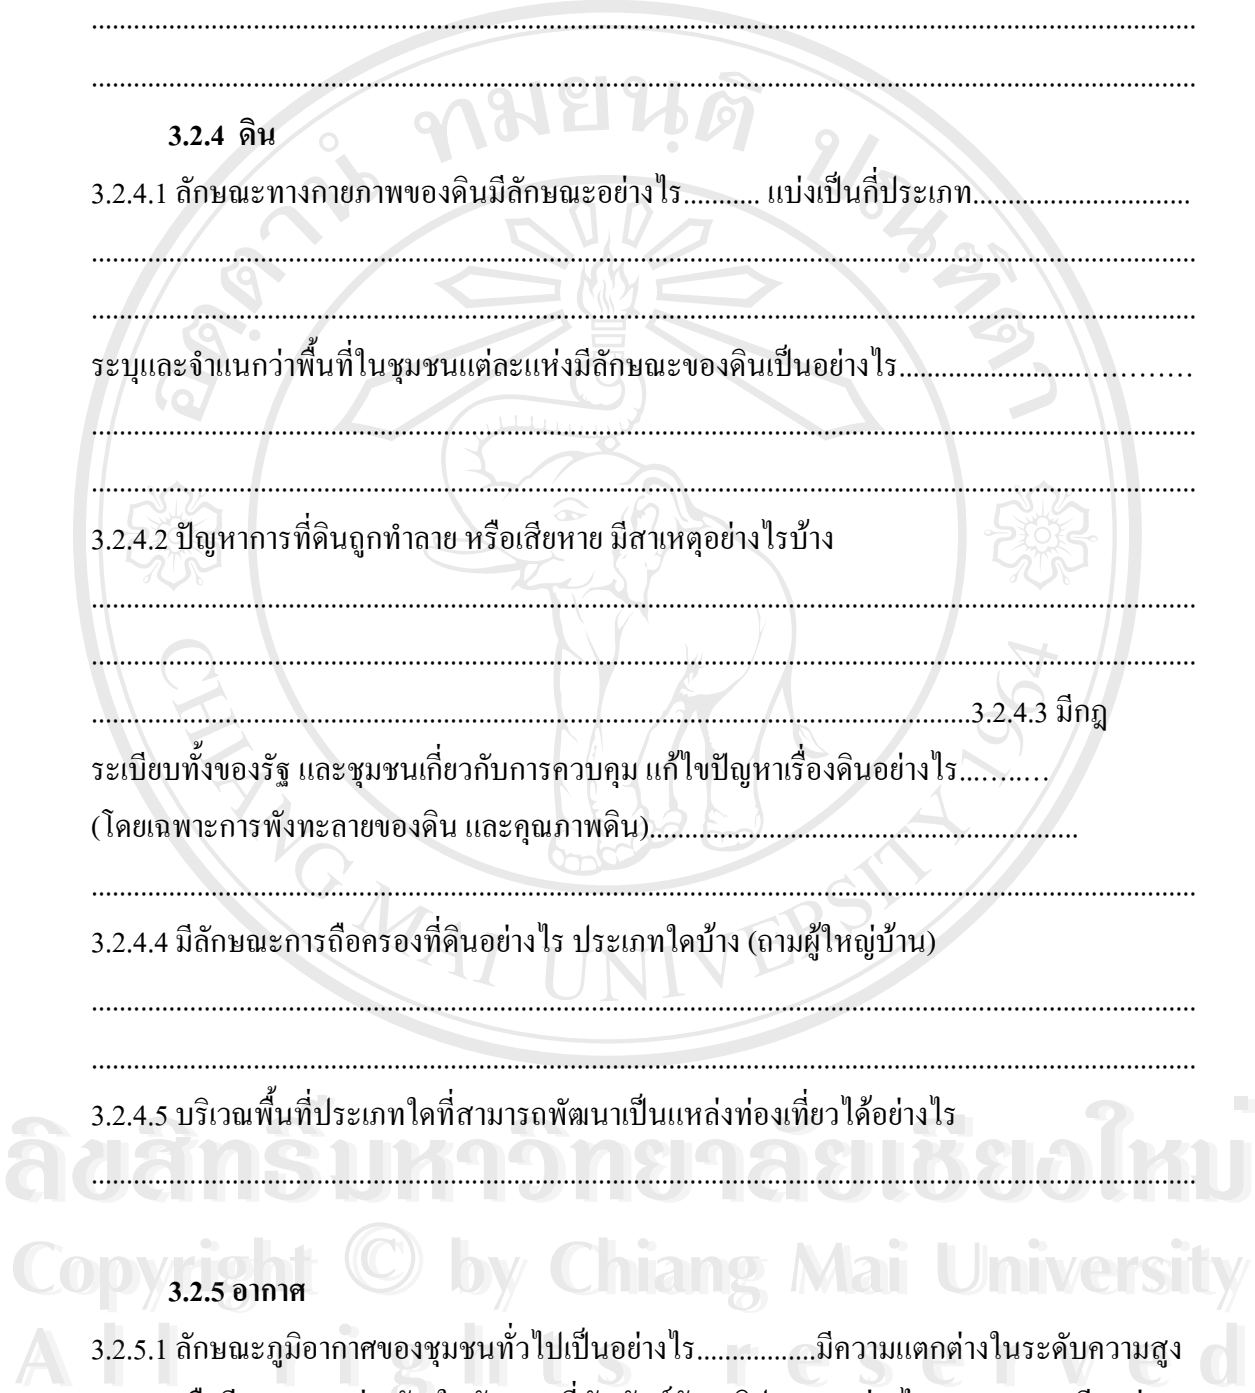 ........................................................................................................................................
........................................................................................................................................
3.2.4 ดิน
3.2.4.1 ลักษณะทางกายภาพของดินมีลักษณะอย่างไร........... แบ่งเป็นกี่ประเภท...............................
........................................................................................................................................
........................................................................................................................................
ระบุและจำแนกว่าพื้นที่ในชุมชนแต่ละแห่งมีลักษณะของดินเป็นอย่างไร.....................................
........................................................................................................................................
........................................................................................................................................
3.2.4.2 ปัญหาการที่ดินถูกทำลาย หรือเสียหาย มีสาเหตุอย่างไรบ้าง
........................................................................................................................................
........................................................................................................................................
.............................................................................................................................3.2.4.3 มีกฎ
ระเบียบทั้งของรัฐ และชุมชนเกี่ยวกับการควบคุม แก้ไขปัญหาเรื่องดินอย่างไร.............
(โดยเฉพาะการพังทะลายของดิน และคุณภาพดิน).............................................................
........................................................................................................................................
3.2.4.4 มีลักษณะการถือครองที่ดินอย่างไร ประเภทใดบ้าง (ถามผู้ใหญ่บ้าน)
........................................................................................................................................
........................................................................................................................................
3.2.4.5 บริเวณพื้นที่ประเภทใดที่สามารถพัฒนาเป็นแหล่งท่องเที่ยวได้อย่างไร
........................................................................................................................................
3.2.5 อากาศ
3.2.5.1 ลักษณะภูมิอากาศของชุมชนทั่วไปเป็นอย่างไร.................มีความแตกต่างในระดับความสูง
CHIANG MAI UNIVERSITY 1964
ลิขสิทธิ์มหาวิทยาลัยเชียงใหม่
Copyright © by Chiang Mai University
All rights reserved